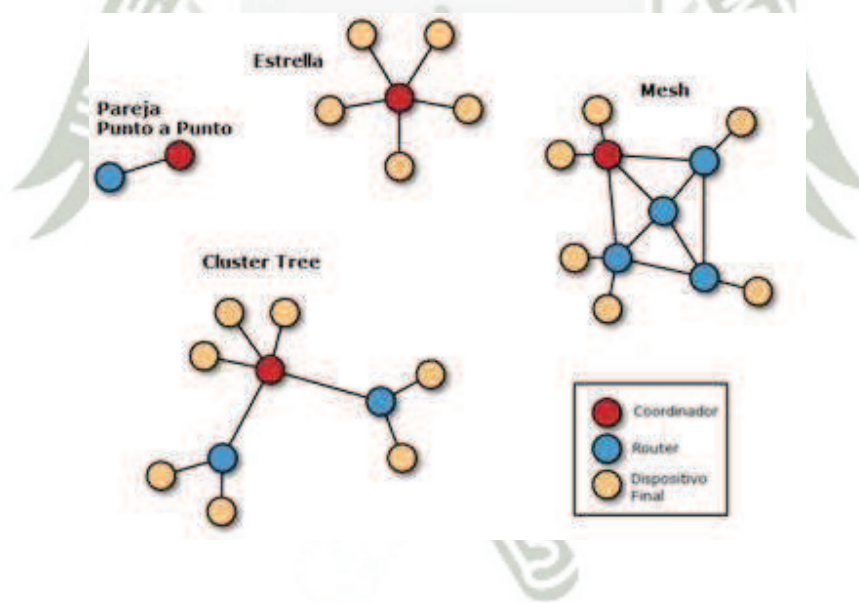 Estrella
Mesh
Pareja
Punto a Punto
Cluster Tree
Coordinador
Router
Dispositivo
Final